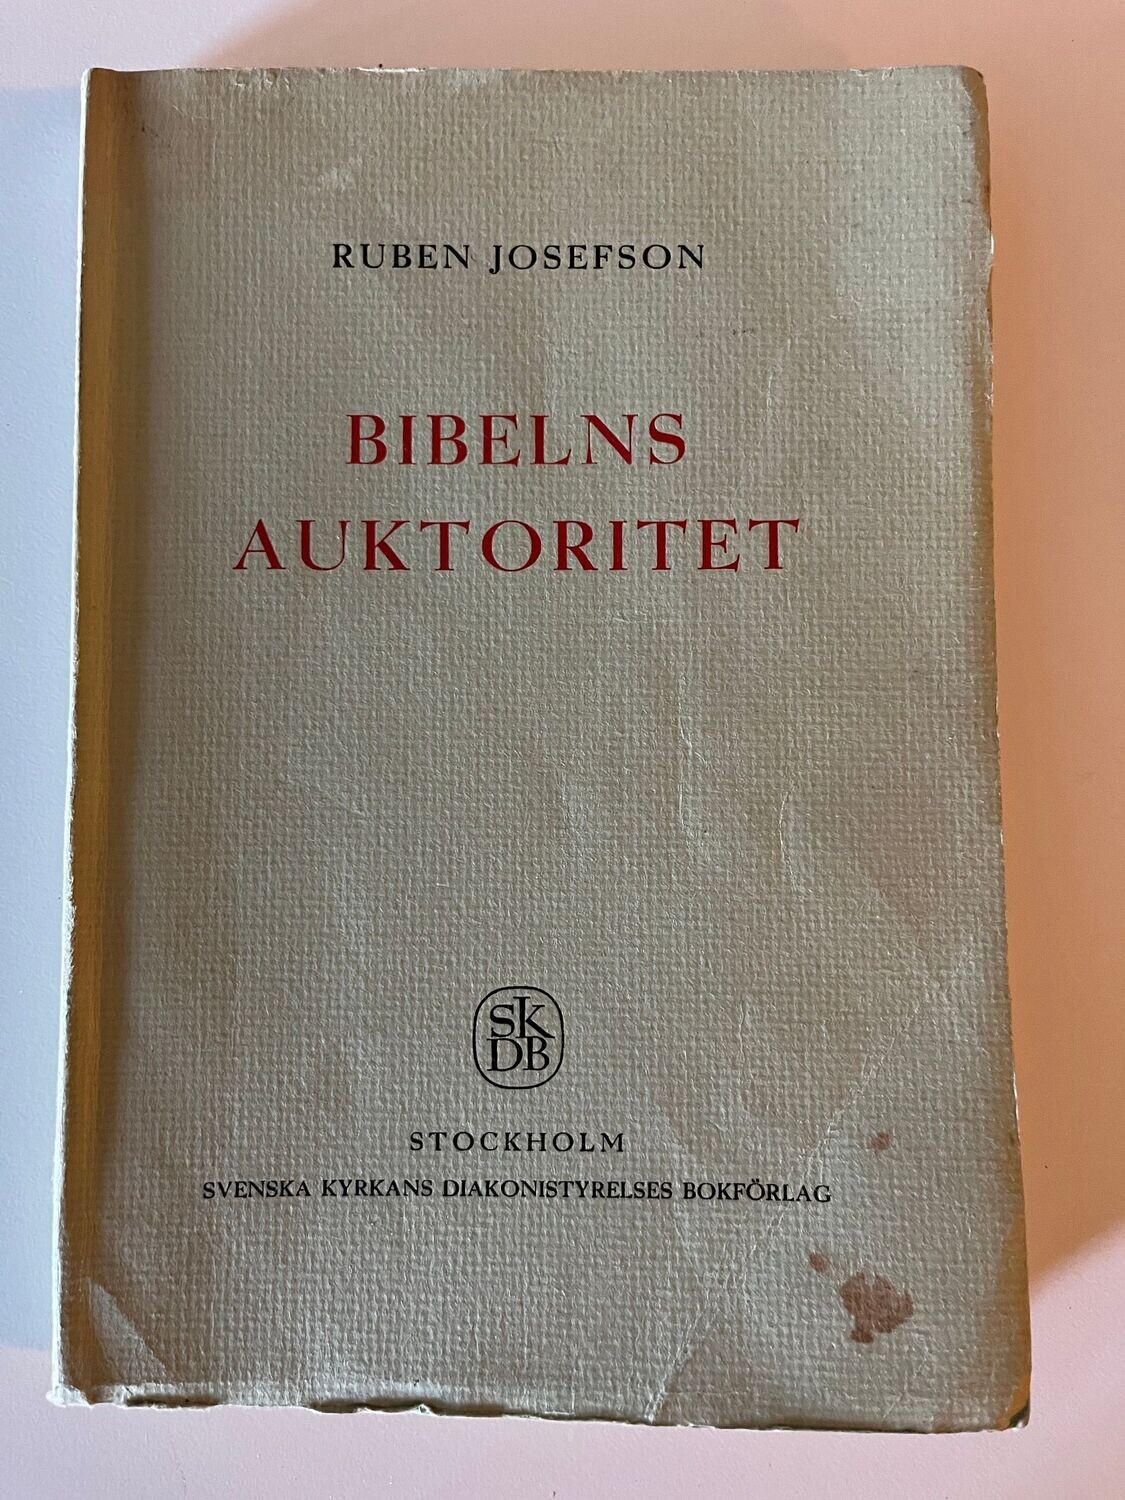 RUBEN JOSEFSON
BIBELNS
AUKTORITET
SK
DB
STOCKHOLM
SVENSKA KYRKANS DIAKONISTYRELSES BOKFÖRLAG